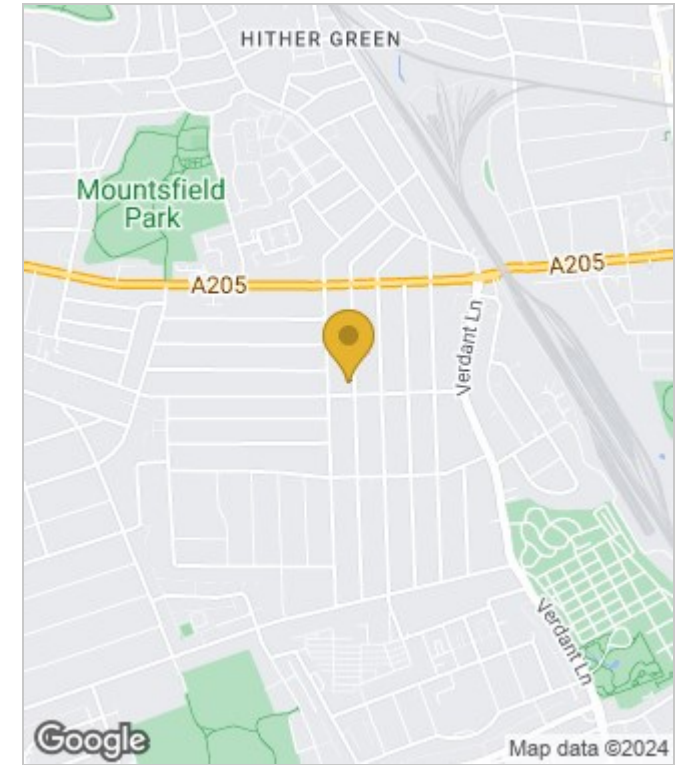 HITHER GREEN
Mountsfield
Park
A205
A205
Verdant Ln
Verdant Ln
Google
Map data ©2024